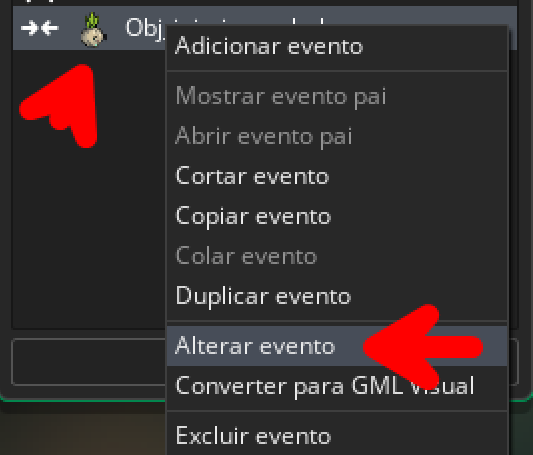 Adicionar evento
Mostrar evento pai
Abrir evento pai
Cortar evento
Copiar evento
Colar evento
Duplicar evento
Alterar evento
Converter para GML Visual
Excluir evento